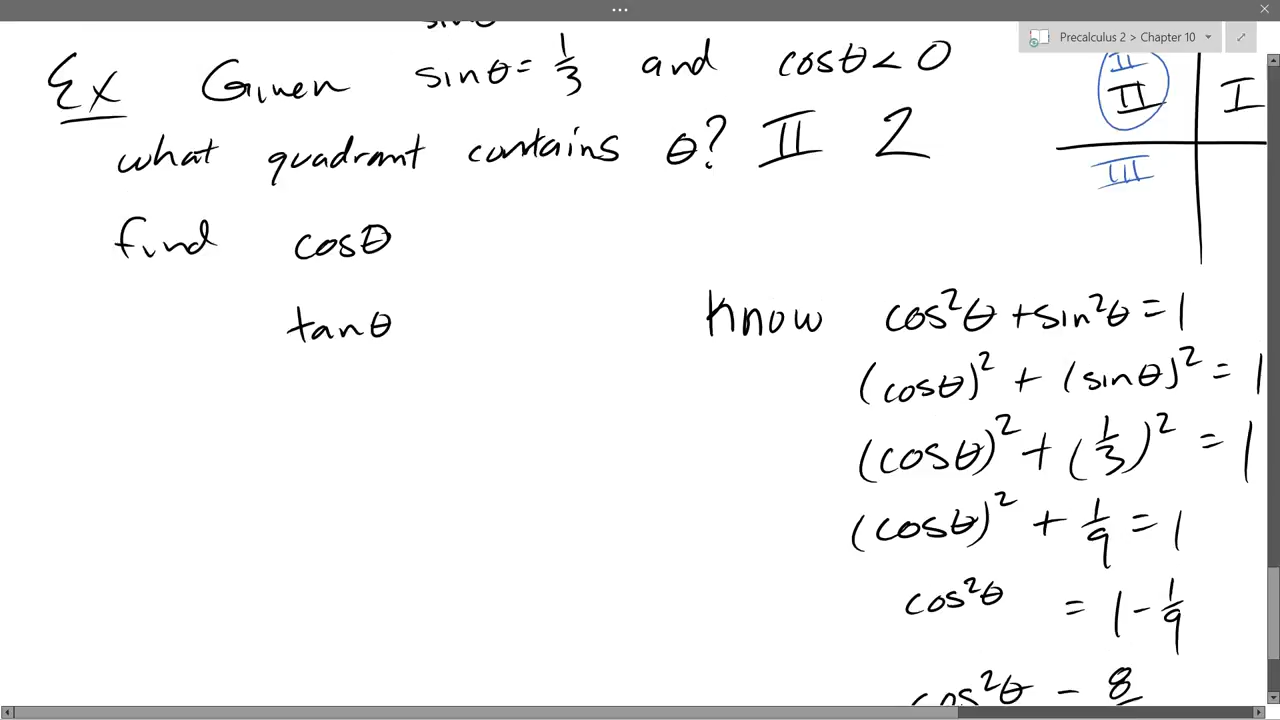 sinθ
Precalculus 2 > Chapter 10
Ex Given sinθ = 1/3 and cosθ < 0
what quadrant contains θ? II 2
II
II I
III
find cosθ
tanθ
Know cos²θ + sin²θ = 1
(cosθ)² + (sinθ)² = 1
(cosθ)² + (1/3)² = 1
(cosθ)² + 1/9 = 1
cos²θ = 1 - 1/9
cos²θ = 8